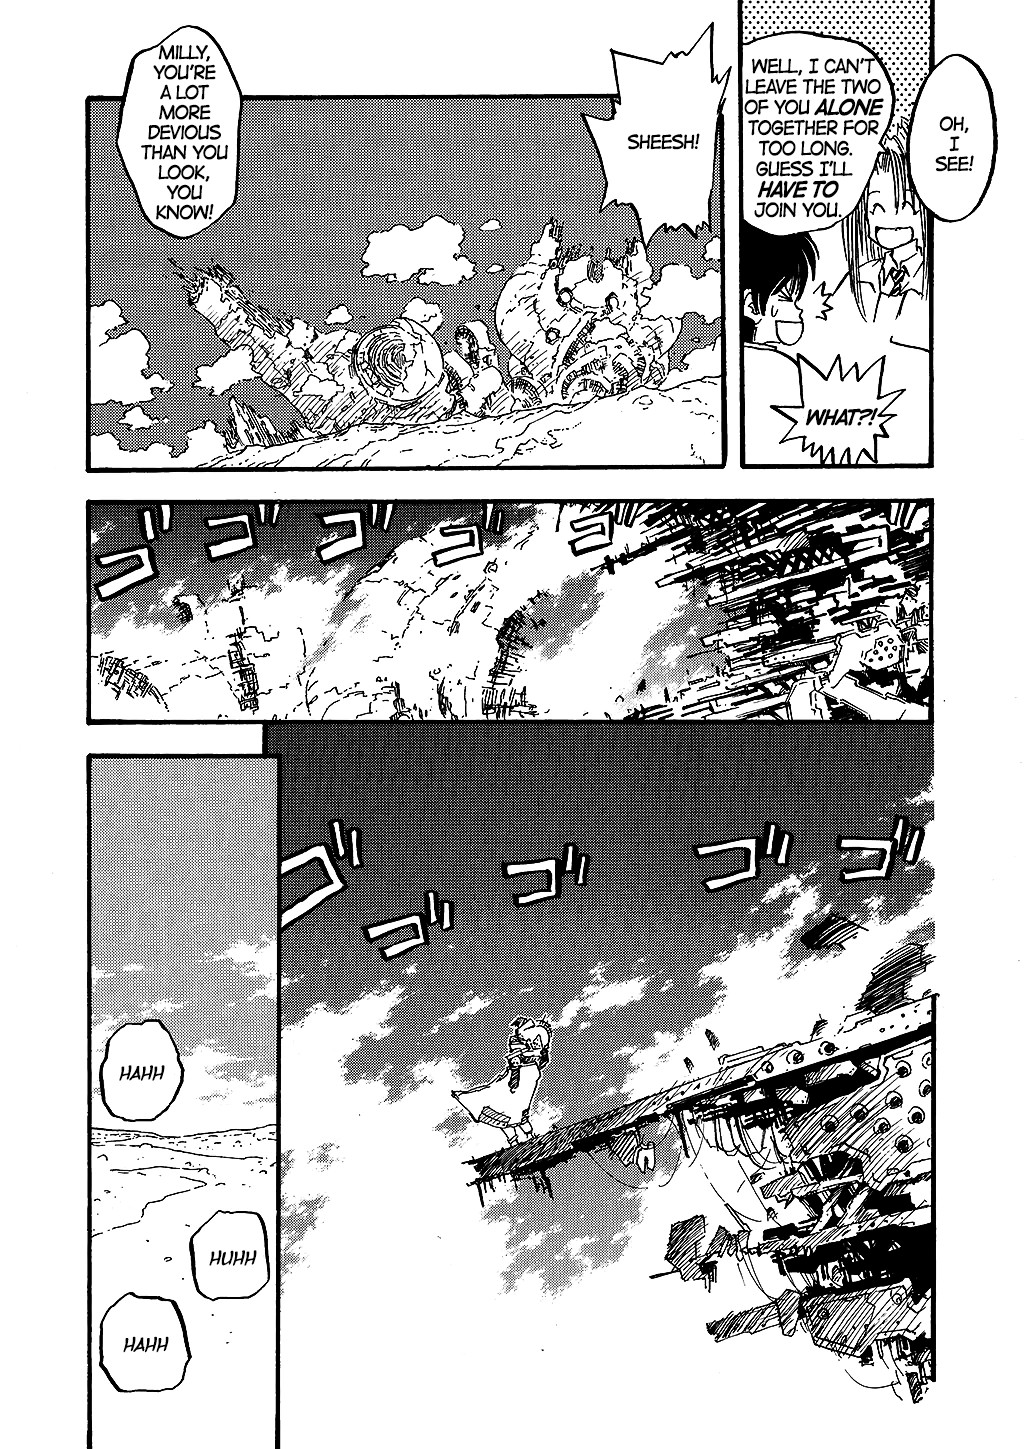 OH,
I
SEE!
WELL, I CAN'T
LEAVE THE TWO
OF YOU ALONE
TOGETHER FOR
TOO LONG.
GUESS I'LL
HAVE TO
JOIN YOU.
WHAT?!
SHEESH!
MILLY,
YOU'RE
A LOT
MORE
DEVIOUS
THAN YOU
LOOK,
YOU
KNOW!
ゴ ゴ ゴ ゴ ゴ ゴ
ゴ ゴ ゴ ゴ ゴ
HAHH
HUHH
HAHH